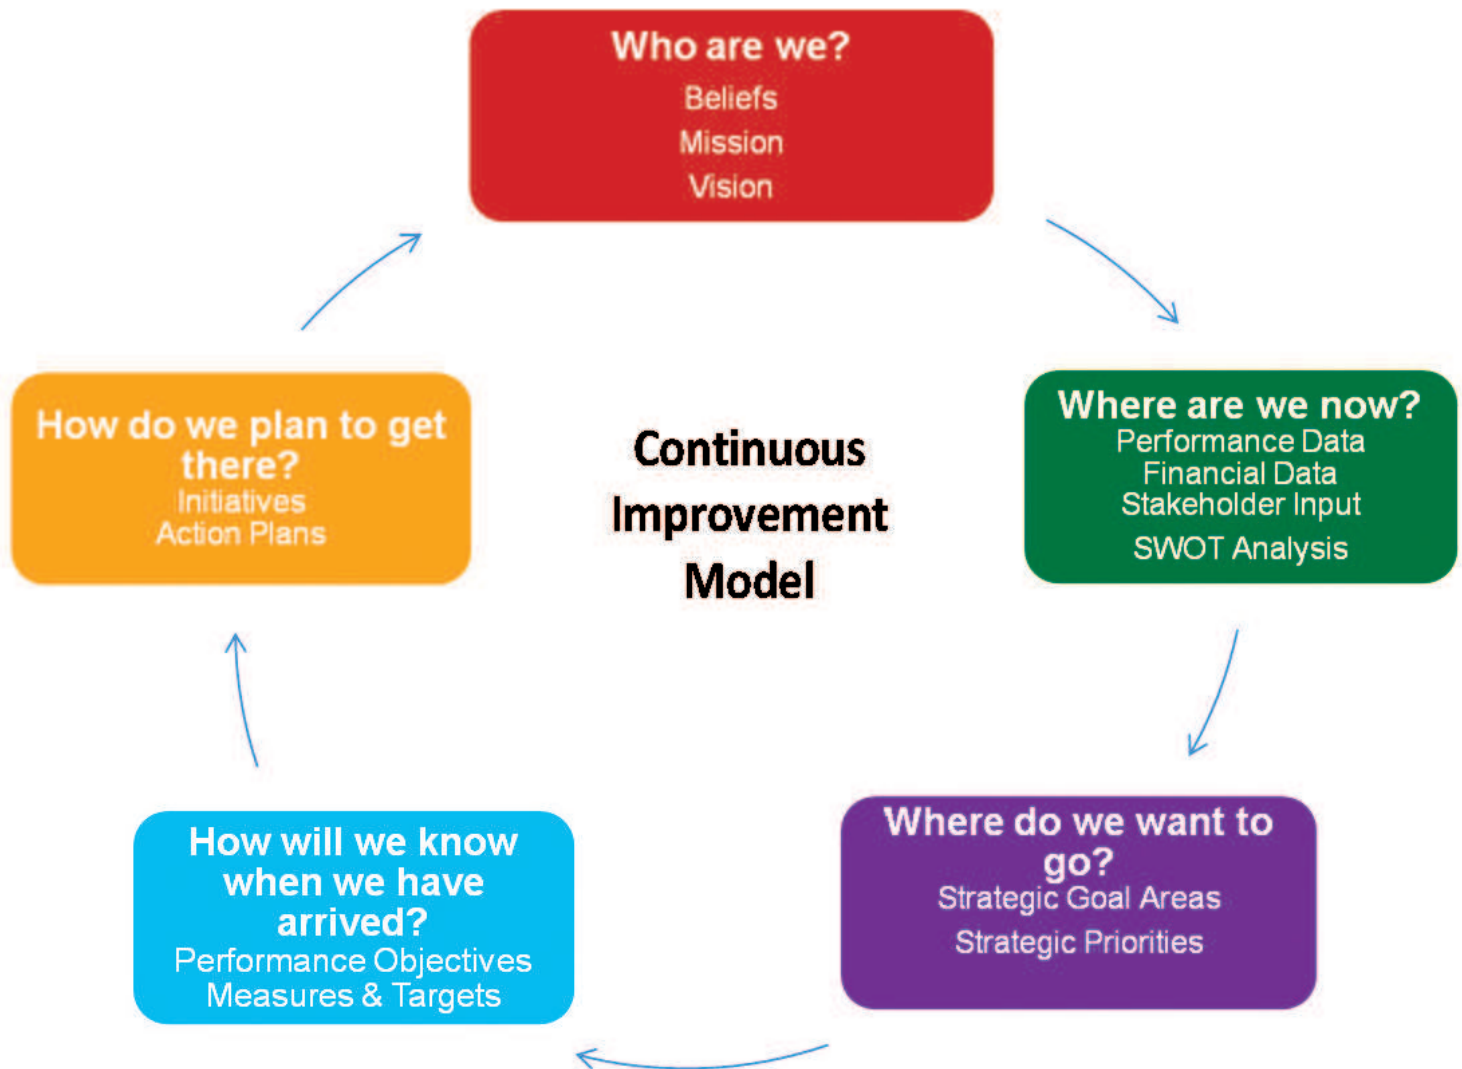 Who are we?
Beliefs
Mission
Vision
Where are we now?
Performance Data
Financial Data
Stakeholder Input
SWOT Analysis
Where do we want to
go?
Strategic Goal Areas
Strategic Priorities
How will we know
when we have
arrived?
Performance Objectives
Measures & Targets
How do we plan to get
there?
Initiatives
Action Plans
Continuous
Improvement
Model